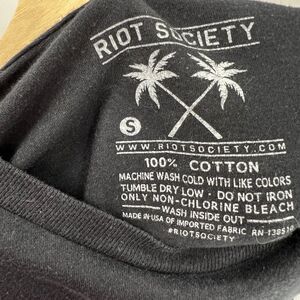 RIOT SOCIETY
S
WWW.RIOTSOCIETY.COM
100% COTTON
MACHINE WASH COLD WITH LIKE COLORS
TUMBLE DRY LOW - DO NOT IRON
ONLY NON-CHLORINE BLEACH
WASH INSIDE OUT
MADE IN USA OF IMPORTED FABRIC
#RIOTSOCIETY